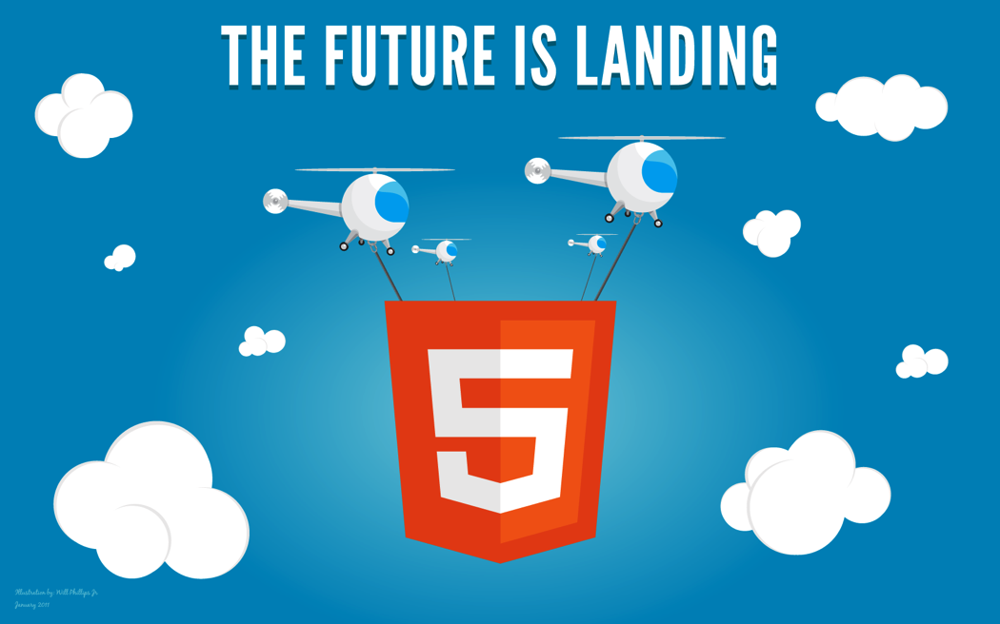 THE FUTURE IS LANDING
5
Illustration by: Will Phillips Jr.
January 2011